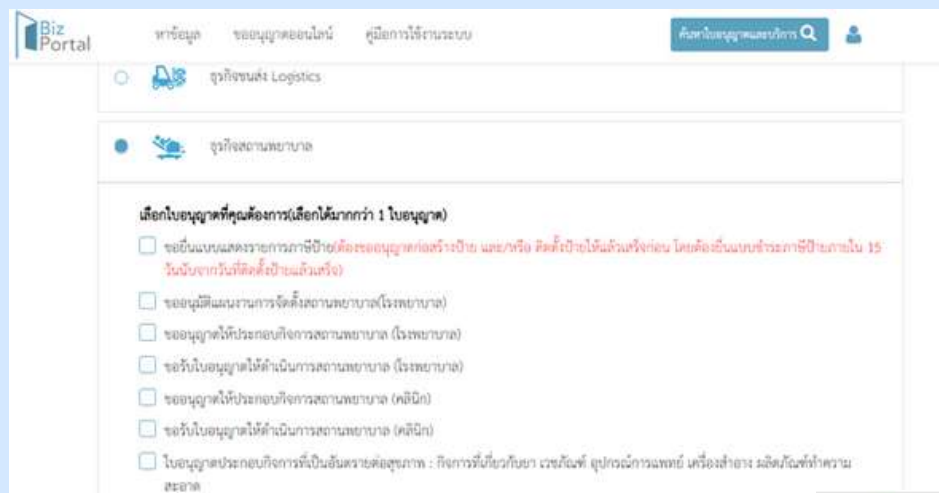 Biz
Portal
หาข้อมูล ขออนุญาตออนไลน์ คู่มือการใช้งานระบบ ค้นหาใบอนุญาตและบริการ
ธุรกิจขนส่ง Logistics
ธุรกิจสถานพยาบาล
เลือกใบอนุญาตที่คุณต้องการ(เลือกได้มากกว่า 1 ใบอนุญาต)
ขอยื่นแบบแสดงรายการภาษีป้าย(ต้องขออนุญาตก่อสร้างป้าย และ/หรือ ติดตั้งป้ายให้แล้วเสร็จก่อน โดยต้องยื่นแบบชำระภาษีป้ายภายใน 15
วันนับจากวันที่ติดตั้งป้ายแล้วเสร็จ)
ขออนุมัติแผนงานการจัดตั้งสถานพยาบาล(โรงพยาบาล)
ขออนุญาตให้ประกอบกิจการสถานพยาบาล (โรงพยาบาล)
ขอรับใบอนุญาตให้ดำเนินการสถานพยาบาล (โรงพยาบาล)
ขออนุญาตให้ประกอบกิจการสถานพยาบาล (คลินิก)
ขอรับใบอนุญาตให้ดำเนินการสถานพยาบาล (คลินิก)
ใบอนุญาตประกอบกิจการที่เป็นอันตรายต่อสุขภาพ : กิจการที่เกี่ยวกับยา เวชภัณฑ์ อุปกรณ์การแพทย์ เครื่องสำอาง ผลิตภัณฑ์ทำความ
สะอาด